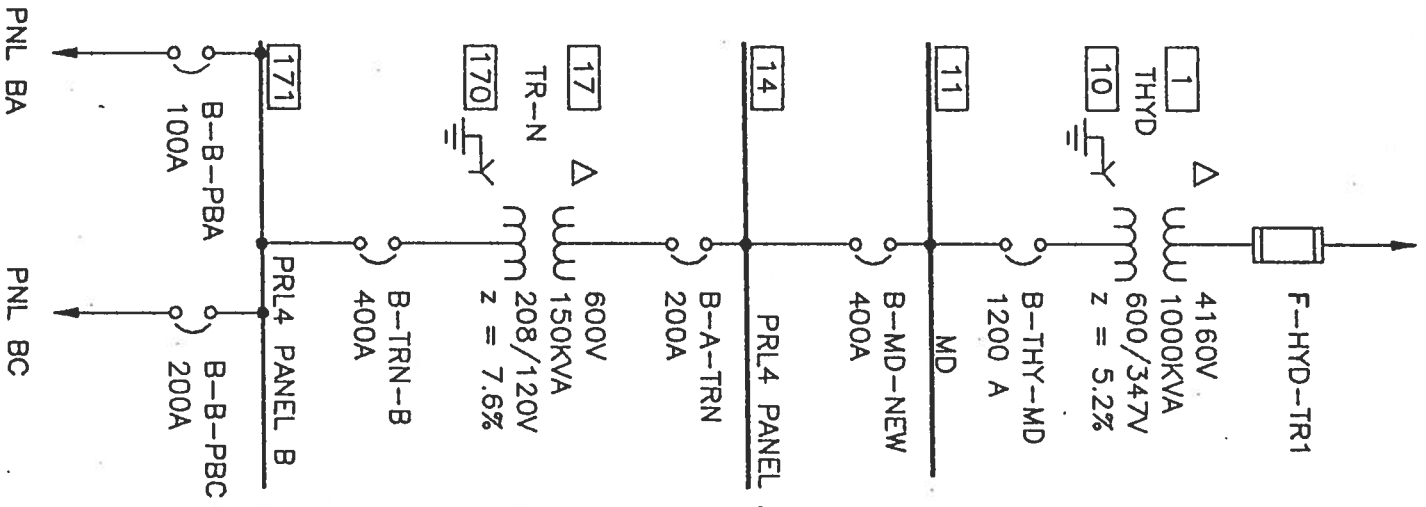 F-HYD-TR1
1
THYD
10
4160V
1000KVA
600/347V
z = 5.2%
B-THY-MD
1200 A
11
MD
B-MD-NEW
400A
14
PRL4 PANEL
B-A-TRN
200A
17
TR-N
170
600V
150KVA
208/120V
z = 7.6%
B-TRN-B
400A
171
PRL4 PANEL B
B-B-PBA
100A
B-B-PBC
200A
PNL BA
PNL BC